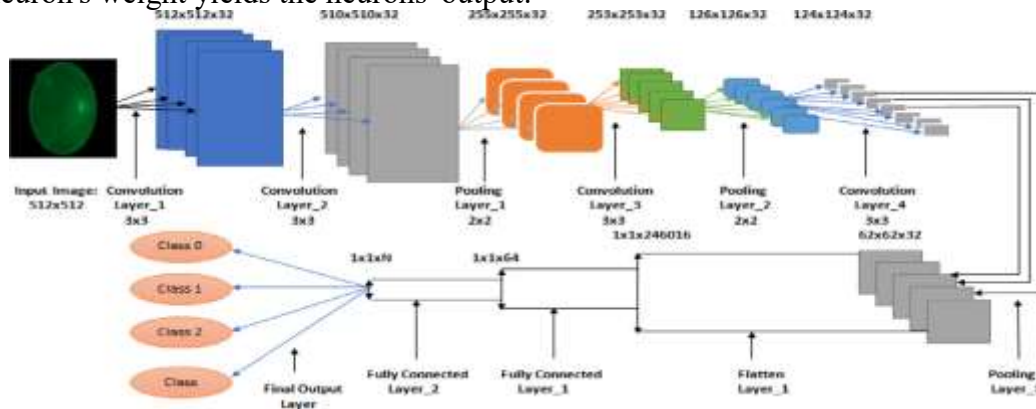 neuron's weight yields the neurons' output.
512x512x32
510x510x32
255x255x32
253x253x32
126x126x32
124x124x32
Input Image:
512x512
Convolution
Layer_1
3x3
Convolution
Layer_2
3x3
Pooling
Layer_1
2x2
Convolution
Layer_3
3x3
Pooling
Layer_2
2x2
Convolution
Layer_4
3x3
Class 0
Class 1
Class 2
Class
1x1xN
1x1x64
1x1x246016
62x62x32
Final Output
Layer
Fully Connected
Layer_2
Fully Connected
Layer_1
Flatten
Layer_1
Pooling